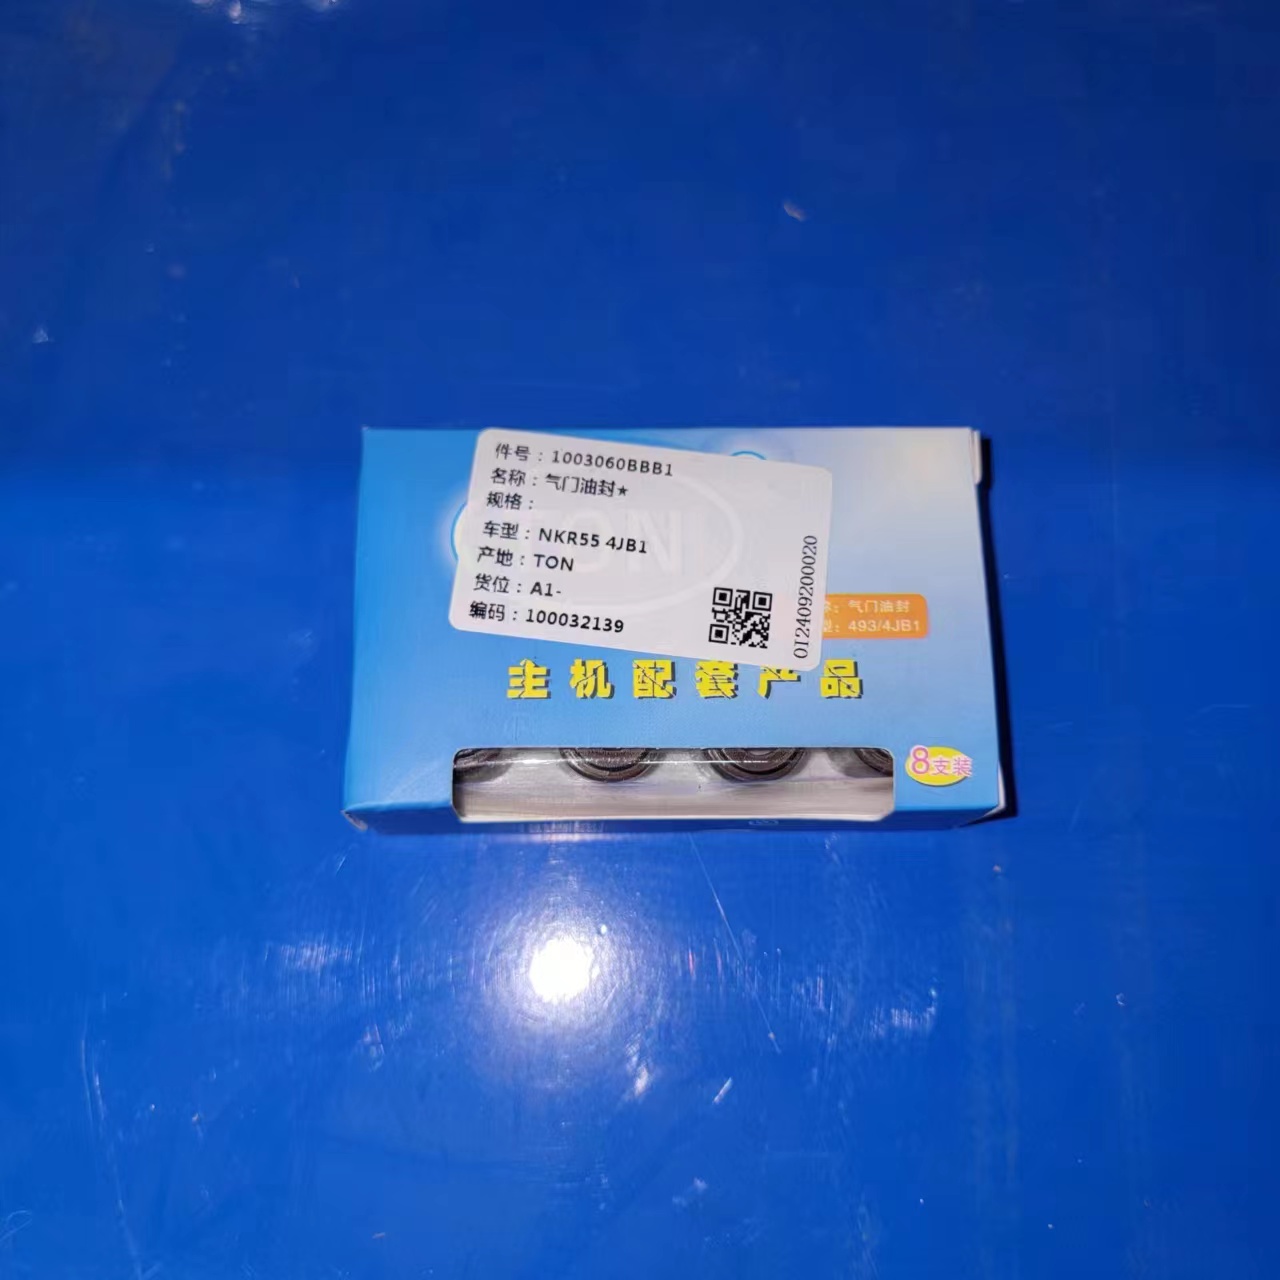 件号：1003060BBB1
名称：气门油封★
规格：
车型：NKR55 4JB1
产地：TON
货位：A1-
编码：100032139
012409200020
TON
称：气门油封
型：493/4JB1
主机配套产品
8支装